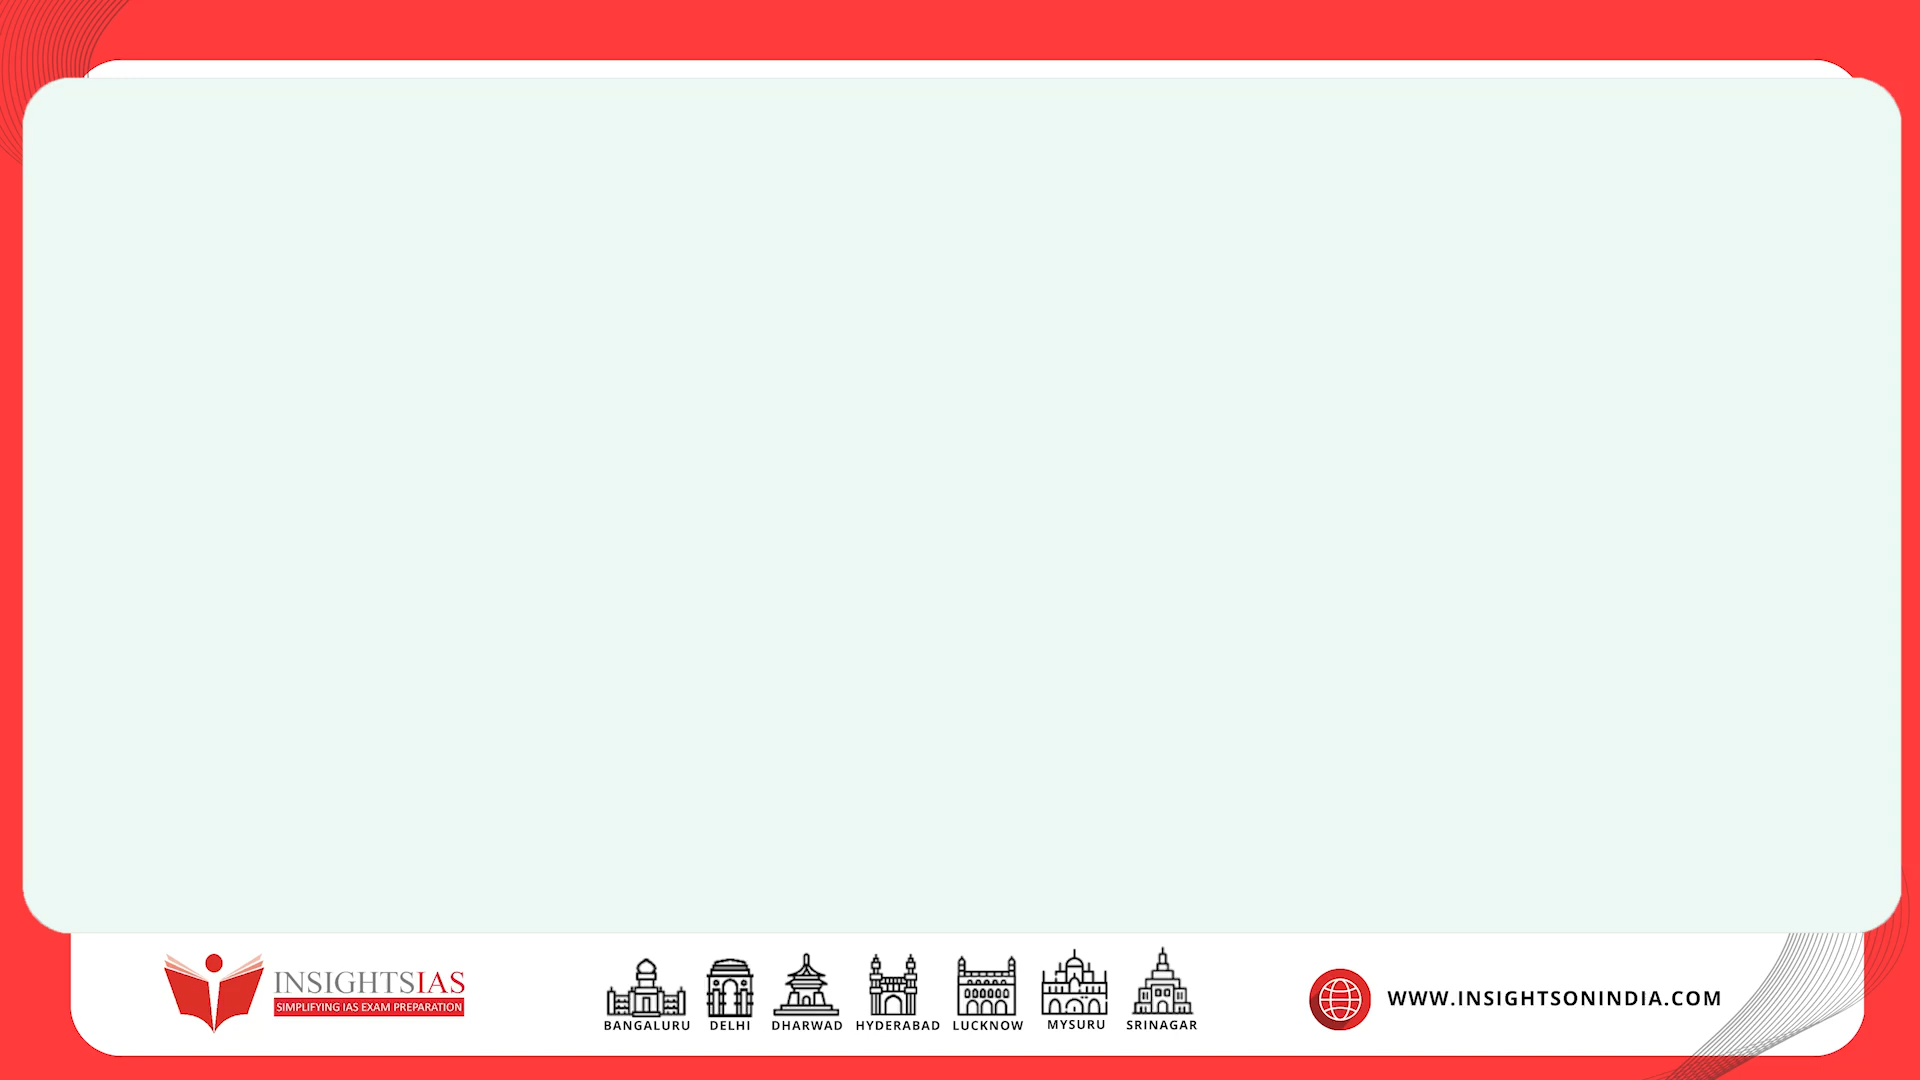 INSIGHTSIAS
SIMPLIFYING IAS EXAM PREPARATION
BANGALURU DELHI DHARWAD HYDERABAD LUCKNOW MYSURU SRINAGAR
WWW.INSIGHTSONINDIA.COM